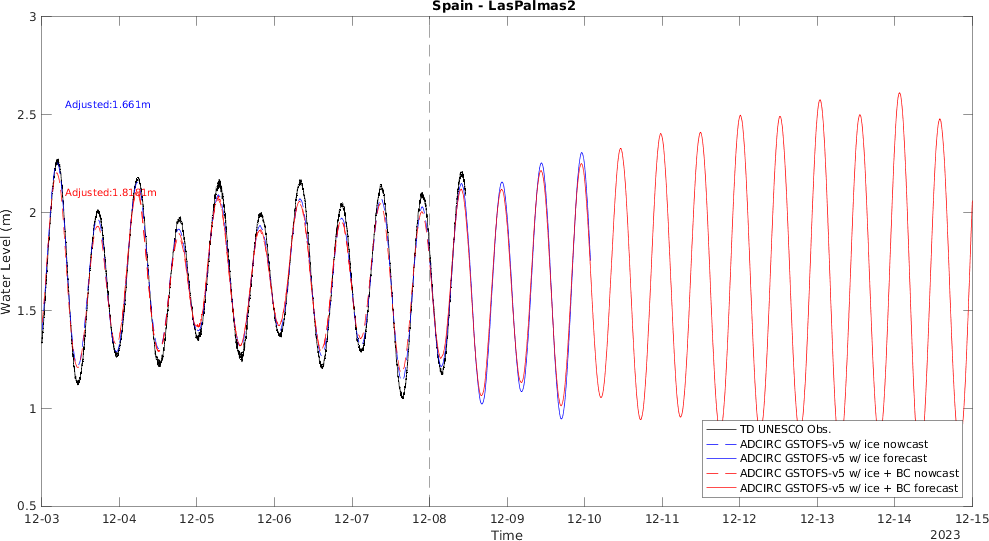 Spain - LasPalmas2
3
2.5
2
1.5
1
0.5
Water Level (m)
Adjusted:1.661m
TD UNESCO Obs.
ADCIRC GSTOFS-v5 w/ ice nowcast
ADCIRC GSTOFS-v5 w/ ice forecast
ADCIRC GSTOFS-v5 w/ ice + BC nowcast
ADCIRC GSTOFS-v5 w/ ice + BC forecast
12-03 12-04 12-05 12-06 12-07 12-08 12-09 12-10 12-11 12-12 12-13 12-14 12-15
Time
2023